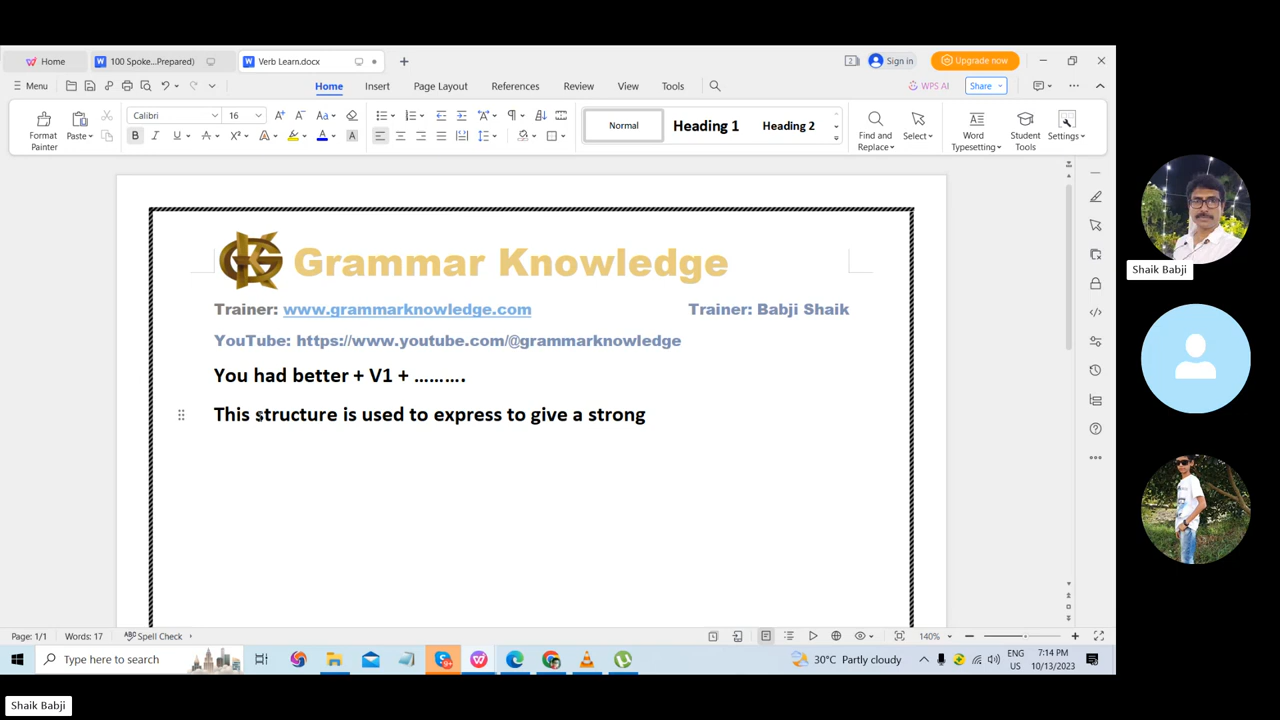 Home
100 Spoke...Prepared)
Verb Learn.docx
Sign in
Upgrade now
Menu
Home
Insert
Page Layout
References
Review
View
Tools
WPS AI
Share
Format Painter
Paste
Calibri
16
Normal
Heading 1
Heading 2
Find and Replace
Select
Word Typesetting
Student Tools
Settings
Grammar Knowledge
Trainer: www.grammarknowledge.com Trainer: Babji Shaik
YouTube: https://www.youtube.com/@grammarknowledge
You had better + V1 + ……….
This structure is used to express to give a strong
Shaik Babji
Page: 1/1 Words: 17 Spell Check 140%
Type here to search
30°C Partly cloudy
ENG US
7:14 PM
10/13/2023
Shaik Babji